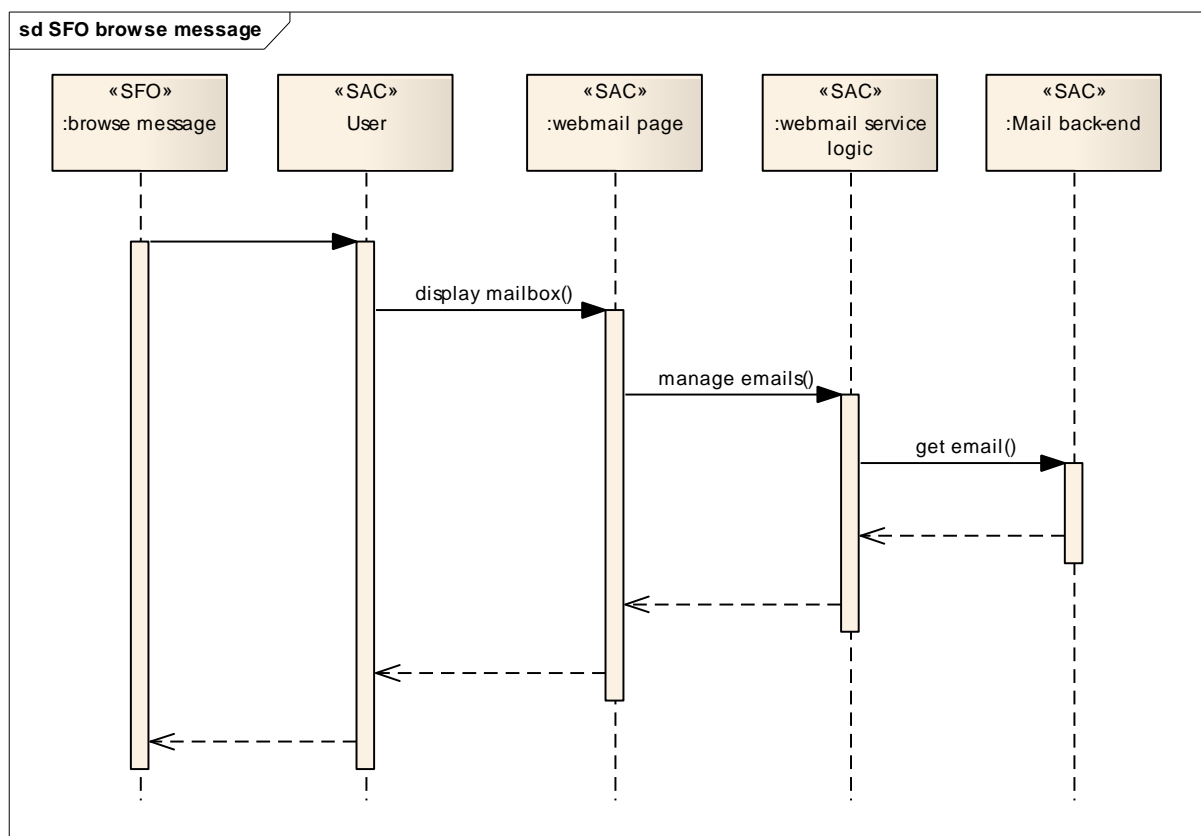 sd SFO browse message
«SFO»
:browse message
«SAC»
User
«SAC»
:webmail page
«SAC»
:webmail service
logic
«SAC»
:Mail back-end
display mailbox()
manage emails()
get email()